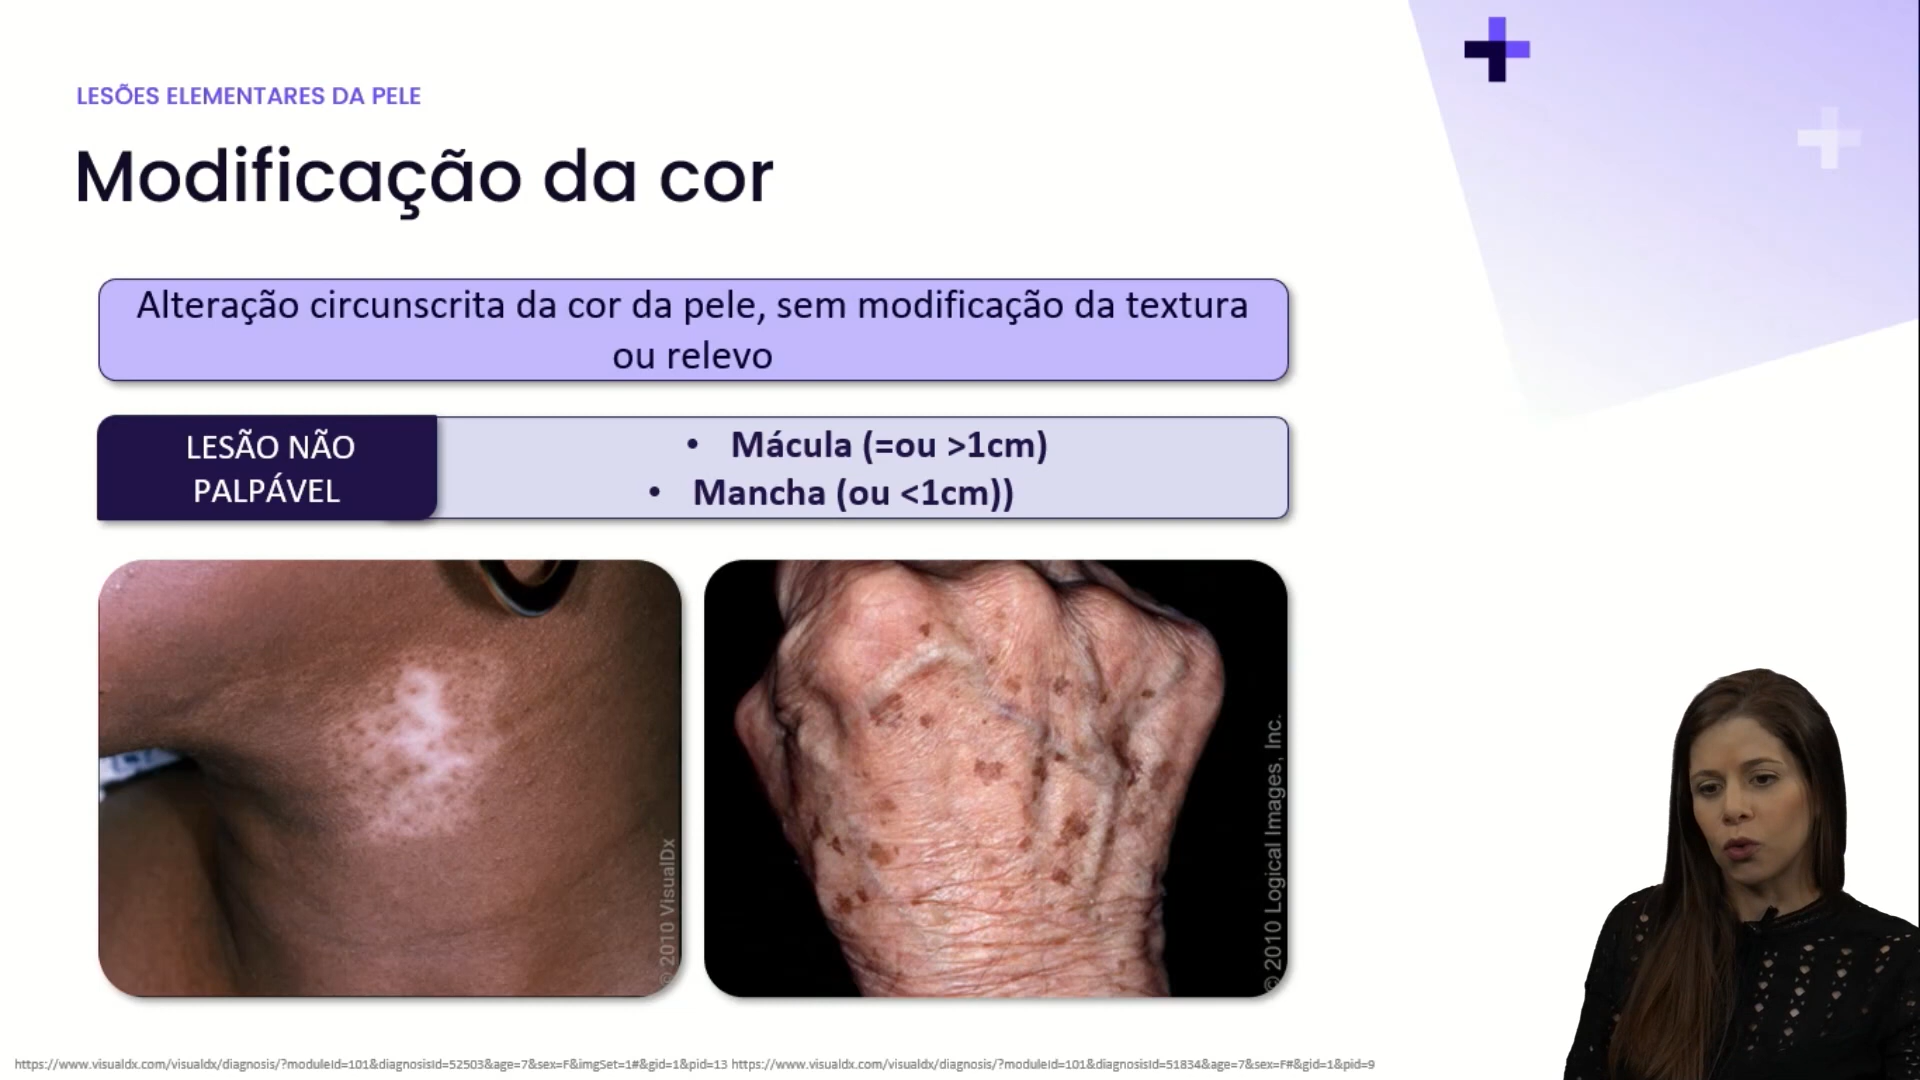 LESÕES ELEMENTARES DA PELE
Modificação da cor
Alteração circunscrita da cor da pele, sem modificação da textura
ou relevo
LESÃO NÃO
PALPÁVEL
• Mácula (=ou >1cm)
• Mancha (ou <1cm))
© 2010 VisualDx
© 2010 Logical Images, Inc.
https://www.visualdx.com/visualdx/diagnosis/?moduleId=101&diagnosisId=52503&age=7&sex=F&imgSet=1#&gid=1&pid=13 https://www.visualdx.com/visualdx/diagnosis/?moduleId=101&diagnosisId=51834&age=7&sex=F#&gid=1&pid=9